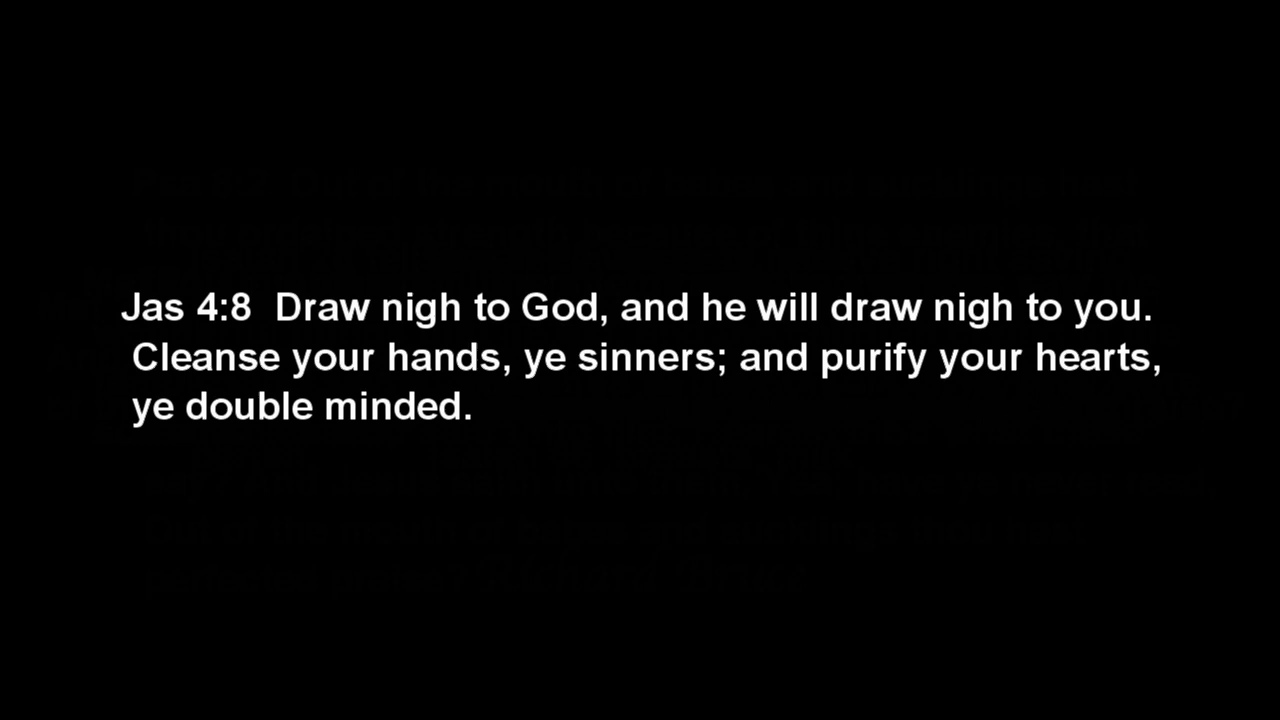 Jas 4:8  Draw nigh to God, and he will draw nigh to you.
Cleanse your hands, ye sinners; and purify your hearts,
ye double minded.